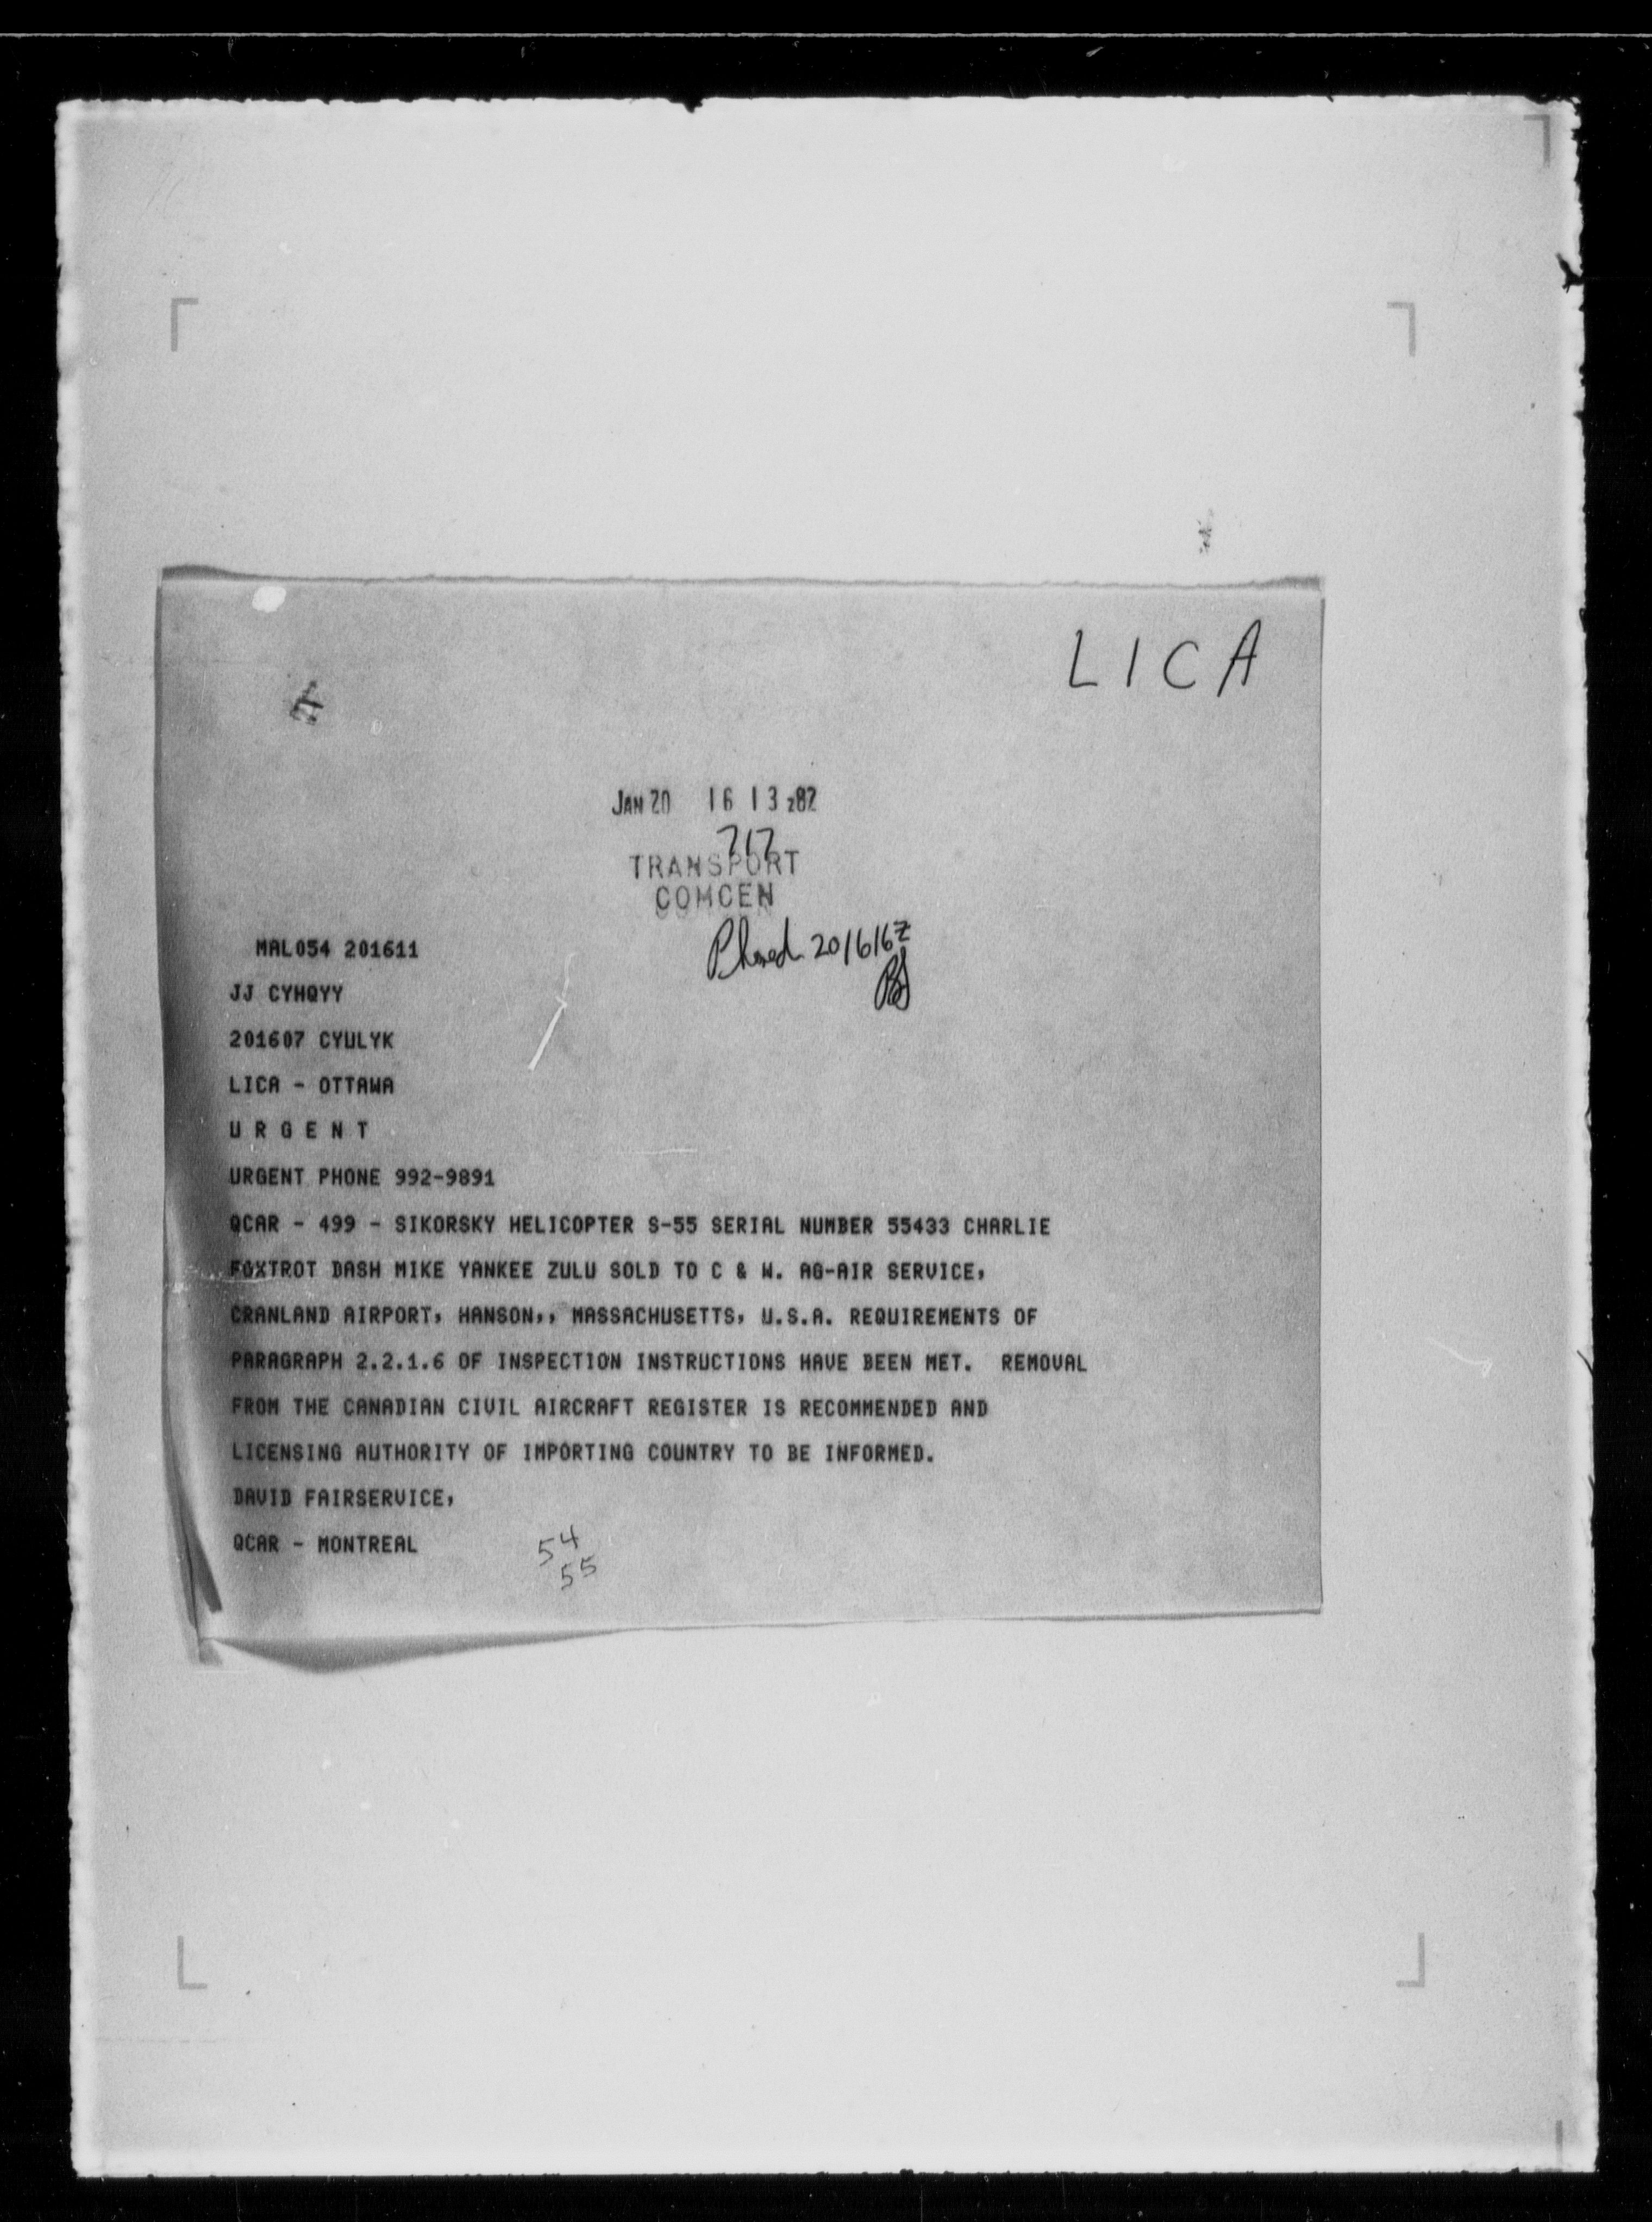 LICA
JAN 20 16 13 Z 82
717
TRANSPORT
COMCEN
Phoned 201616Z
MAL054 201611
JJ CYHQYY
201607 CYULYK
LICA - OTTAWA
U R G E N T
URGENT PHONE 992-9891
QCAR - 499 - SIKORSKY HELICOPTER S-55 SERIAL NUMBER 55433 CHARLIE
FOXTROT DASH MIKE YANKEE ZULU SOLD TO C & W. AG-AIR SERVICE,
CRANLAND AIRPORT, HANSON,, MASSACHUSETTS, U.S.A. REQUIREMENTS OF
PARAGRAPH 2.2.1.6 OF INSPECTION INSTRUCTIONS HAVE BEEN MET. REMOVAL
FROM THE CANADIAN CIVIL AIRCRAFT REGISTER IS RECOMMENDED AND
LICENSING AUTHORITY OF IMPORTING COUNTRY TO BE INFORMED.
DAVID FAIRSERVICE,
QCAR - MONTREAL
54
55